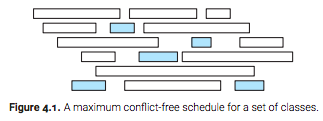 Figure 4.1. A maximum conflict-free schedule for a set of classes.